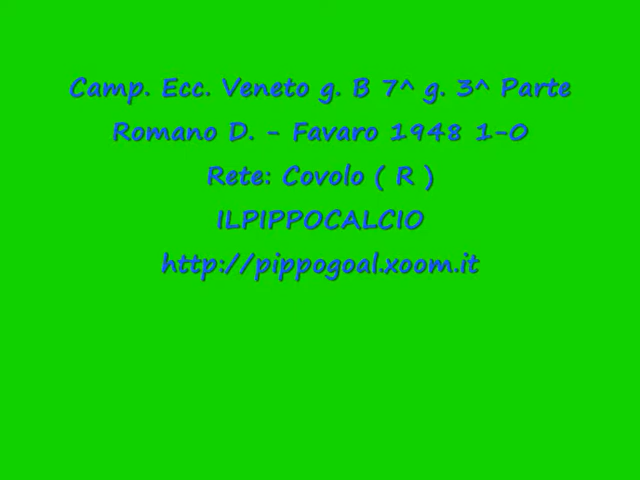 Camp. Ecc. Veneto g. B 7^ g. 3^ Parte
Romano D. - Favaro 1948 1-0
Rete: Covolo ( R )
ILPIPPOCALCIO
http://pippogoal.xoom.it